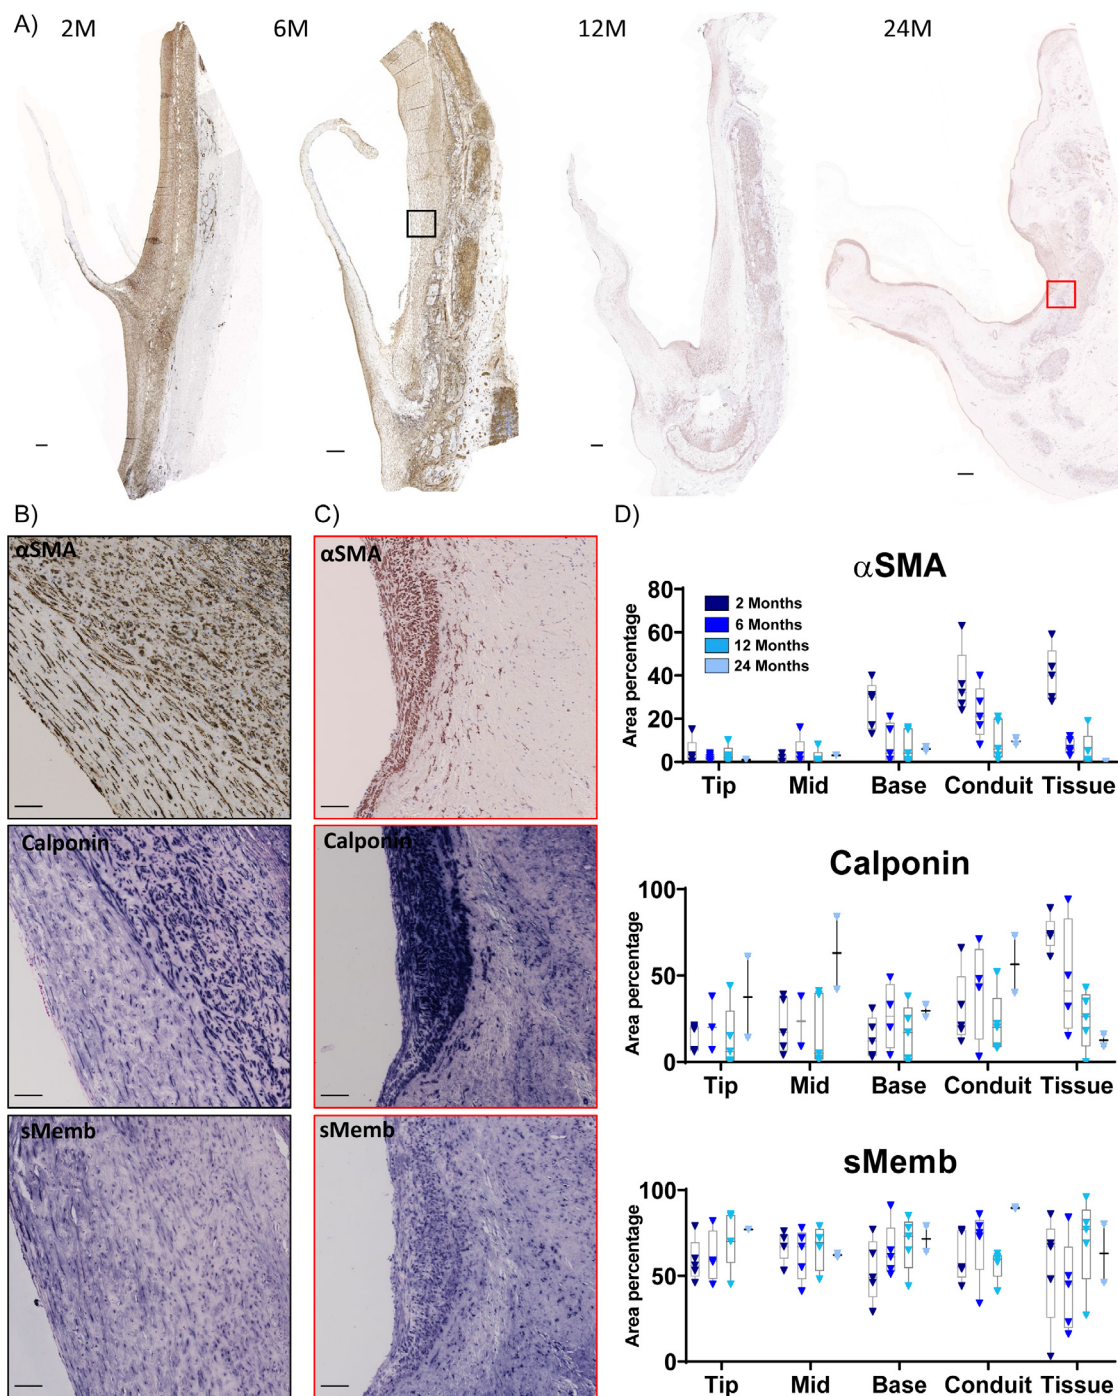 A) 2M 6M 12M 24M
B) C) D)
αSMA
Calponin
sMemb
αSMA
Calponin
sMemb
αSMA
Area percentage
80
60
40
20
0
2 Months
6 Months
12 Months
24 Months
Tip Mid Base Conduit Tissue
Calponin
Area percentage
100
50
0
Tip Mid Base Conduit Tissue
sMemb
Area percentage
100
50
0
Tip Mid Base Conduit Tissue